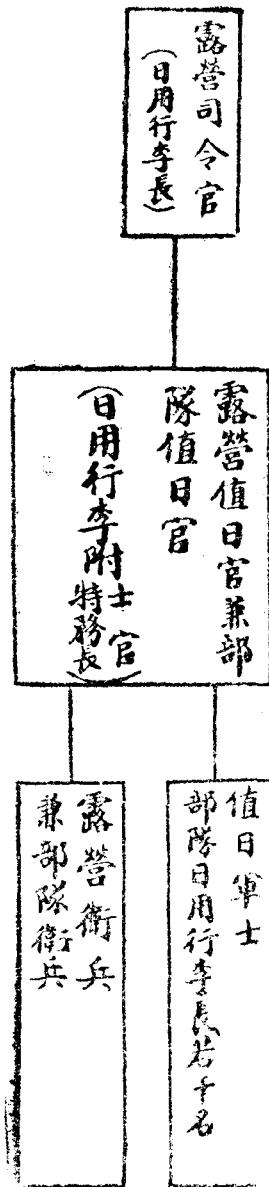 露營司令官
(日用行李長)
露營值日官兼部
隊值日官
(日用行李附士官
特務長)
值日軍士
部隊日用行李長若干名
露營衛兵
兼部隊衛兵